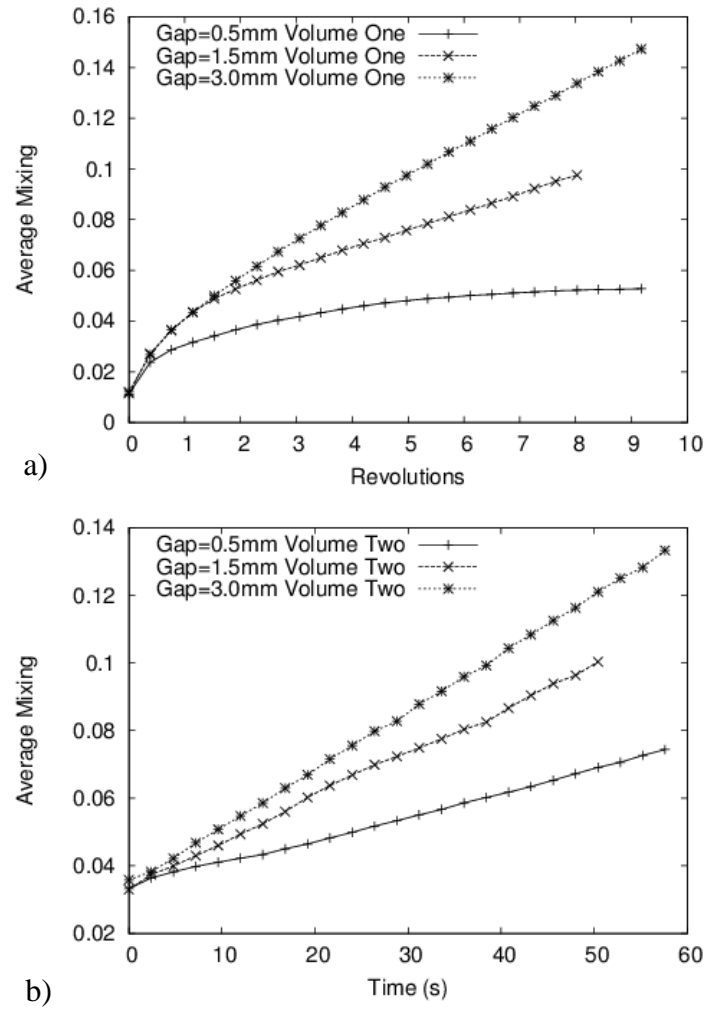 0.16
0.14
0.12
0.1
0.08
0.06
0.04
0.02
0
Average Mixing
Gap=0.5mm Volume One
Gap=1.5mm Volume One
Gap=3.0mm Volume One
0 1 2 3 4 5 6 7 8 9 10
Revolutions
a)
0.14
0.12
0.1
0.08
0.06
0.04
0.02
Average Mixing
Gap=0.5mm Volume Two
Gap=1.5mm Volume Two
Gap=3.0mm Volume Two
0 10 20 30 40 50 60
Time (s)
b)